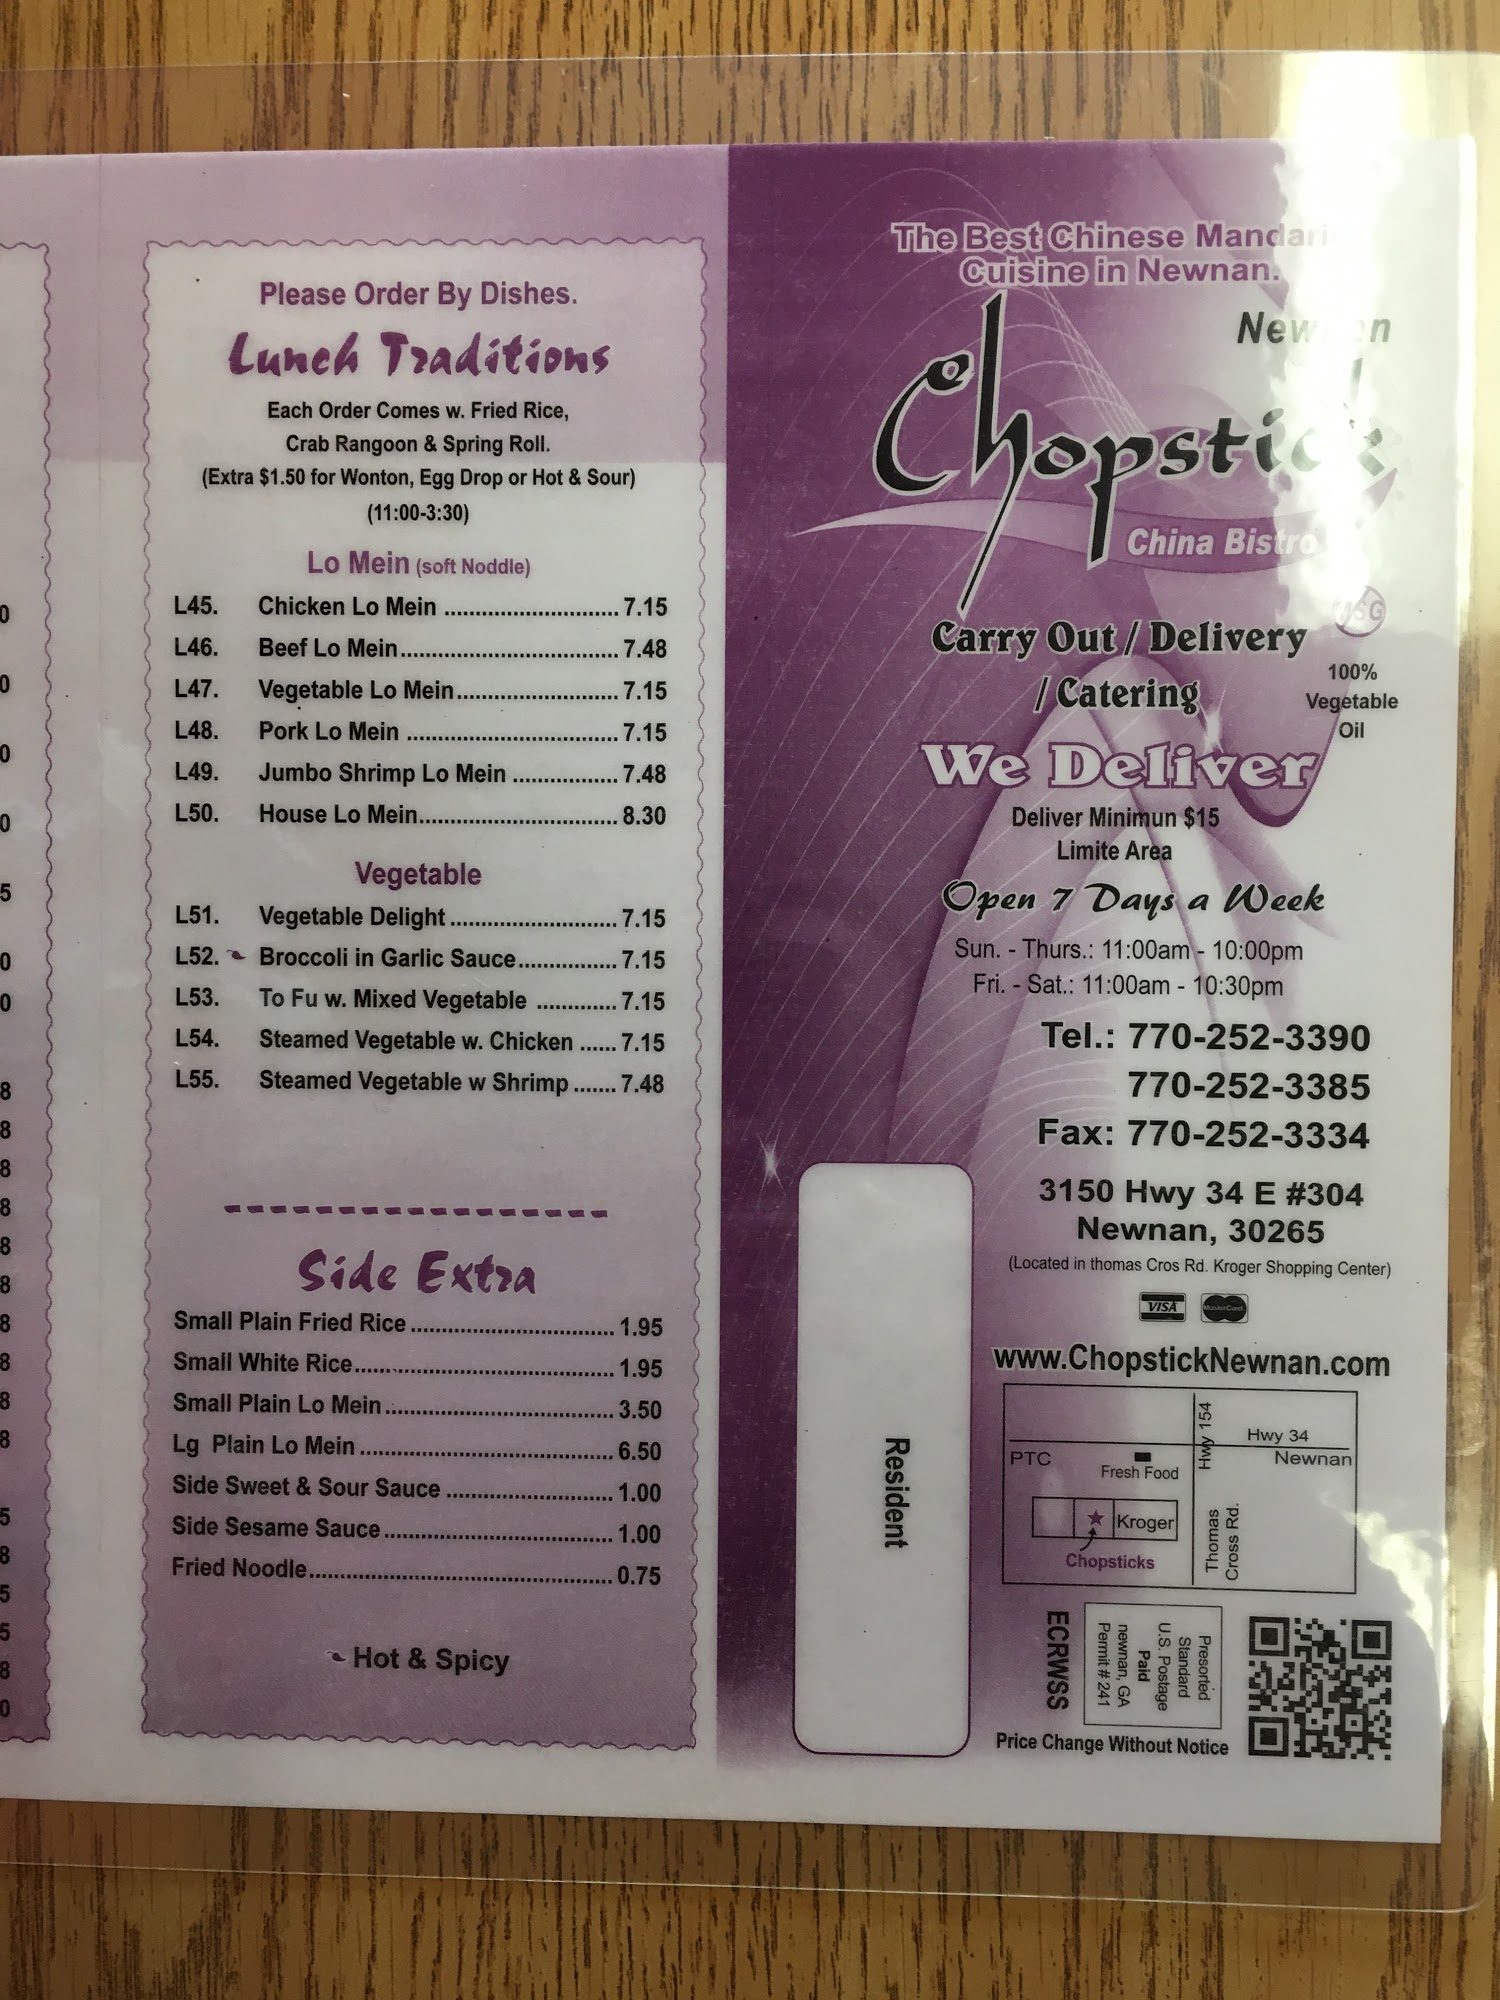 Please Order By Dishes.
Lunch Traditions
Each Order Comes w. Fried Rice,
Crab Rangoon & Spring Roll.
(Extra $1.50 for Wonton, Egg Drop or Hot & Sour)
(11:00-3:30)
Lo Mein (soft Noddle)
L45. Chicken Lo Mein 7.15
L46. Beef Lo Mein 7.48
L47. Vegetable Lo Mein 7.15
L48. Pork Lo Mein 7.15
L49. Jumbo Shrimp Lo Mein 7.48
L50. House Lo Mein 8.30
Vegetable
L51. Vegetable Delight 7.15
L52. Broccoli in Garlic Sauce 7.15
L53. To Fu w. Mixed Vegetable 7.15
L54. Steamed Vegetable w. Chicken 7.15
L55. Steamed Vegetable w Shrimp 7.48
Side Extra
Small Plain Fried Rice 1.95
Small White Rice 1.95
Small Plain Lo Mein 3.50
Lg Plain Lo Mein 6.50
Side Sweet & Sour Sauce 1.00
Side Sesame Sauce 1.00
Fried Noodle 0.75
Hot & Spicy
The Best Chinese Mandarin
Cuisine in Newnan.
Newnan
Chopstick
China Bistro
Carry Out / Delivery
/ Catering
100%
Vegetable
Oil
We Deliver
Deliver Minimun $15
Limite Area
Open 7 Days a Week
Sun. - Thurs.: 11:00am - 10:00pm
Fri. - Sat.: 11:00am - 10:30pm
Tel.: 770-252-3390
770-252-3385
Fax: 770-252-3334
3150 Hwy 34 E #304
Newnan, 30265
(Located in thomas Cros Rd. Kroger Shopping Center)
VISA MasterCard
www.ChopstickNewnan.com
Hwy 154
Hwy 34
PTC
Newnan
Fresh Food
Kroger
Chopsticks
Thomas
Cross Rd.
Resident
ECRWSS
Presorted
Standard
U.S. Postage
Paid
newnan, GA
Permit # 241
Price Change Without Notice